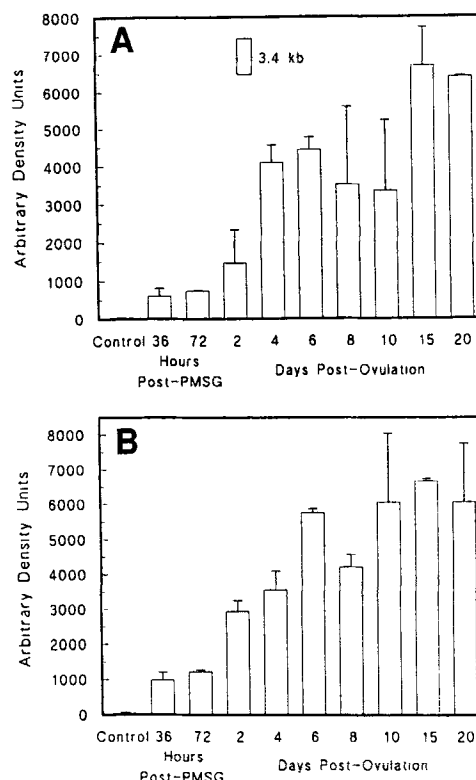 A
3.4 kb
Arbitrary Density Units
8000
7000
6000
5000
4000
3000
2000
1000
0
Control 36 72 2 4 6 8 10 15 20
Hours Days Post-Ovulation
Post-PMSG
B
Arbitrary Density Units
8000
7000
6000
5000
4000
3000
2000
1000
0
Control 36 72 2 4 6 8 10 15 20
Hours Days Post-Ovulation
Post-PMSG